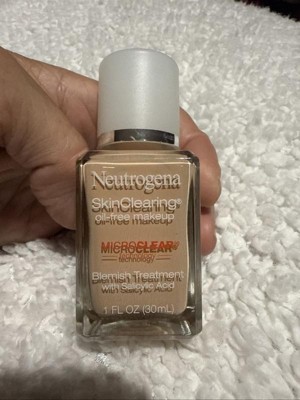 Neutrogena
SkinClearing®
oil-free makeup
MICROCLEAR®
technology
Blemish Treatment
with Salicylic Acid
1 FL OZ (30mL)